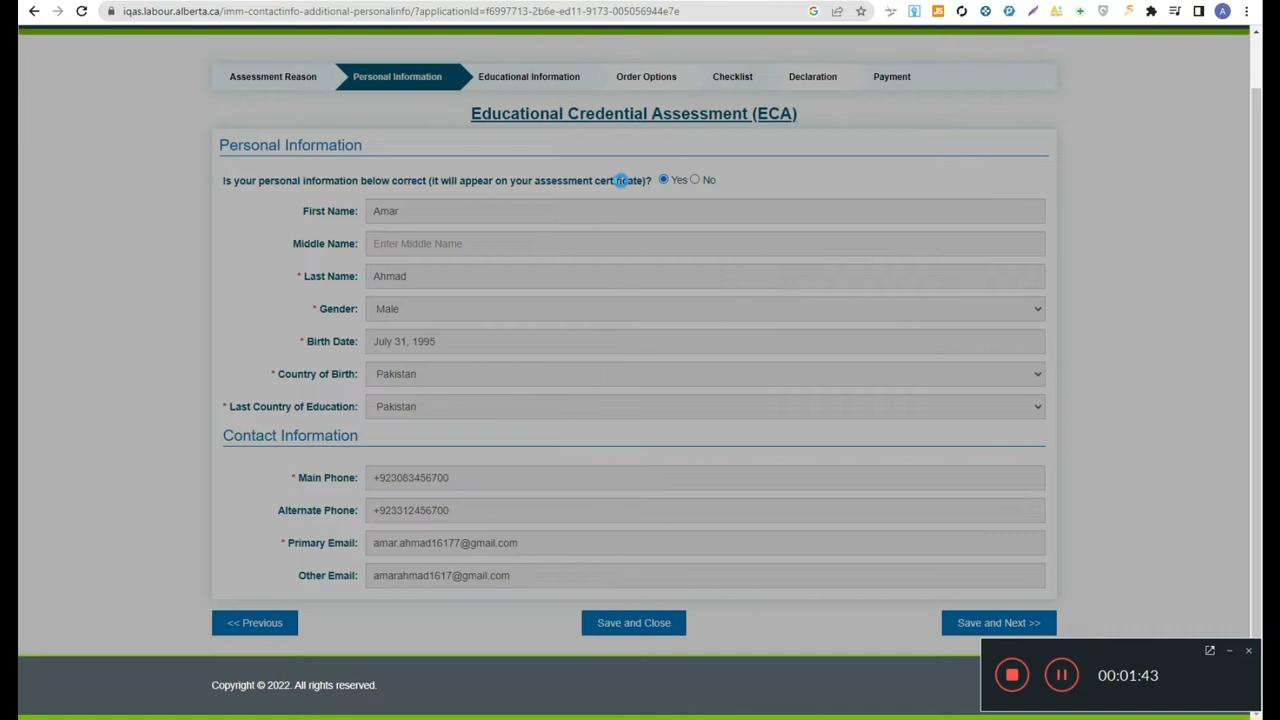 iqas.labour.alberta.ca/imm-contactinfo-additional-personalinfo/?applicationId=f6997713-2b6e-ed11-9173-005056944e7e
Assessment Reason Personal Information Educational Information Order Options Checklist Declaration Payment
Educational Credential Assessment (ECA)
Personal Information
Is your personal information below correct (it will appear on your assessment certificate)? Yes No
First Name: Amar
Middle Name: Enter Middle Name
* Last Name: Ahmad
* Gender: Male
* Birth Date: July 31, 1995
* Country of Birth: Pakistan
* Last Country of Education: Pakistan
Contact Information
* Main Phone: +923083456700
Alternate Phone: +923312456700
* Primary Email: amar.ahmad16177@gmail.com
Other Email: amarahmad1617@gmail.com
<< Previous Save and Close Save and Next >>
Copyright © 2022. All rights reserved.
00:01:43